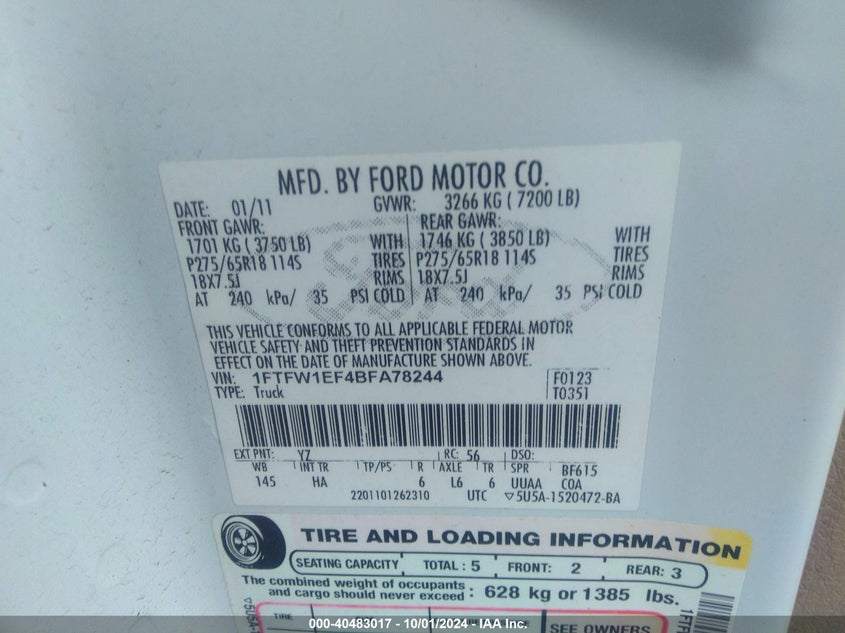 MFD. BY FORD MOTOR CO.
DATE: 01/11 GVWR: 3266 KG ( 7200 LB)
FRONT GAWR: REAR GAWR:
1701 KG ( 3750 LB) WITH 1746 KG ( 3850 LB) WITH
P275/65R18 114S TIRES P275/65R18 114S TIRES
18X7.5J RIMS 18X7.5J RIMS
AT 240 kPa/ 35 PSI COLD AT 240 kPa/ 35 PSI COLD
Ford
THIS VEHICLE CONFORMS TO ALL APPLICABLE FEDERAL MOTOR
VEHICLE SAFETY AND THEFT PREVENTION STANDARDS IN
EFFECT ON THE DATE OF MANUFACTURE SHOWN ABOVE.
VIN: 1FTFW1EF4BFA78244 F0123
TYPE: Truck T0351
EXT PNT: YZ RC: 56 DSO:
WB INT TR TP/PS R AXLE TR SPR BF615
145 HA 6 L6 6 UUAA COA
2201101262310 UTC ▽5U5A-1520472-BA
TIRE AND LOADING INFORMATION
SEATING CAPACITY TOTAL : 5 FRONT: 2 REAR: 3
The combined weight of occupants
and cargo should never exceed : 628 kg or 1385 lbs.
TIRE SEE OWNERS
000-40483017 - 10/01/2024 - IAA Inc.